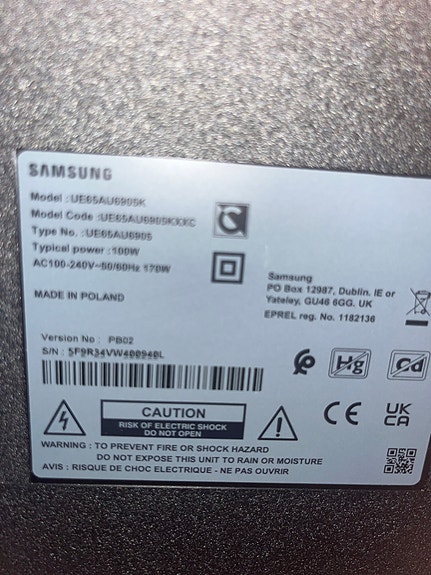 SAMSUNG
Model : UE65AU6905K
Model Code : UE65AU6905KXXC
Type No. : UE65AU6905
Typical power : 100W
AC100-240V~50/60Hz 170W
MADE IN POLAND
Samsung
PO Box 12987, Dublin. IE or
Yateley, GU46 6GG. UK
EPREL reg. No. 1182136
Version No : PB02
S/N : 5F9R34VW400940L
Hg
Cd
CAUTION
RISK OF ELECTRIC SHOCK
DO NOT OPEN
CE
UK
CA
WARNING : TO PREVENT FIRE OR SHOCK HAZARD
DO NOT EXPOSE THIS UNIT TO RAIN OR MOISTURE
AVIS : RISQUE DE CHOC ELECTRIQUE - NE PAS OUVRIR